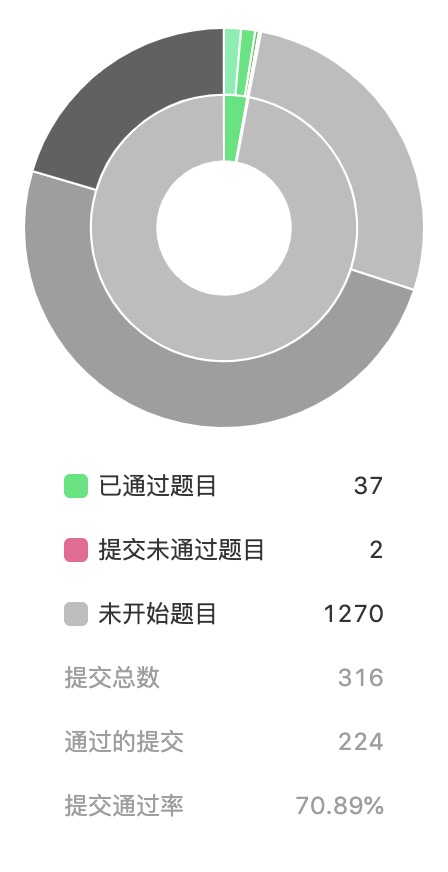 已通过题目 37
提交未通过题目 2
未开始题目 1270
提交总数 316
通过的提交 224
提交通过率 70.89%